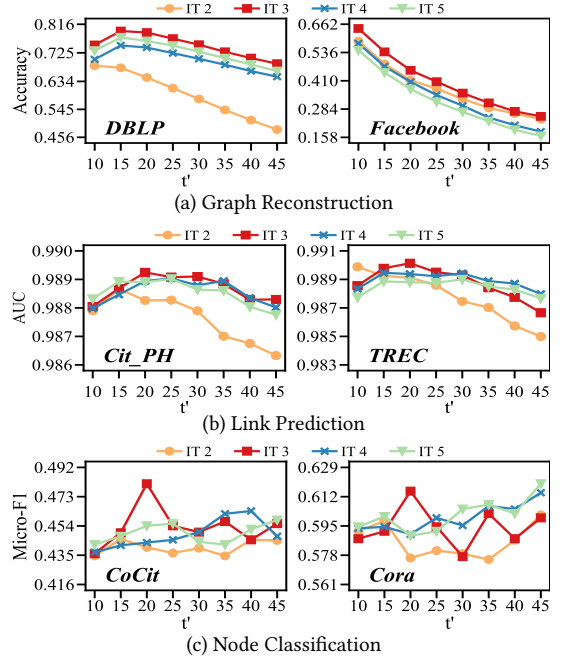 IT 2 IT 3 IT 4 IT 5
0.816
0.725
0.634
0.545
0.456
Accuracy
DBLP
10 15 20 25 30 35 40 45
t'
0.662
0.536
0.410
0.284
0.158
Facebook
10 15 20 25 30 35 40 45
t'
(a) Graph Reconstruction
IT 2 IT 3 IT 4 IT 5
0.990
0.989
0.988
0.987
0.986
AUC
Cit_PH
10 15 20 25 30 35 40 45
t'
0.991
0.989
0.987
0.985
0.983
TREC
10 15 20 25 30 35 40 45
t'
(b) Link Prediction
IT 2 IT 3 IT 4 IT 5
0.492
0.473
0.454
0.435
0.416
Micro-F1
CoCit
10 15 20 25 30 35 40 45
t'
0.629
0.612
0.595
0.578
0.561
Cora
10 15 20 25 30 35 40 45
t'
(c) Node Classification